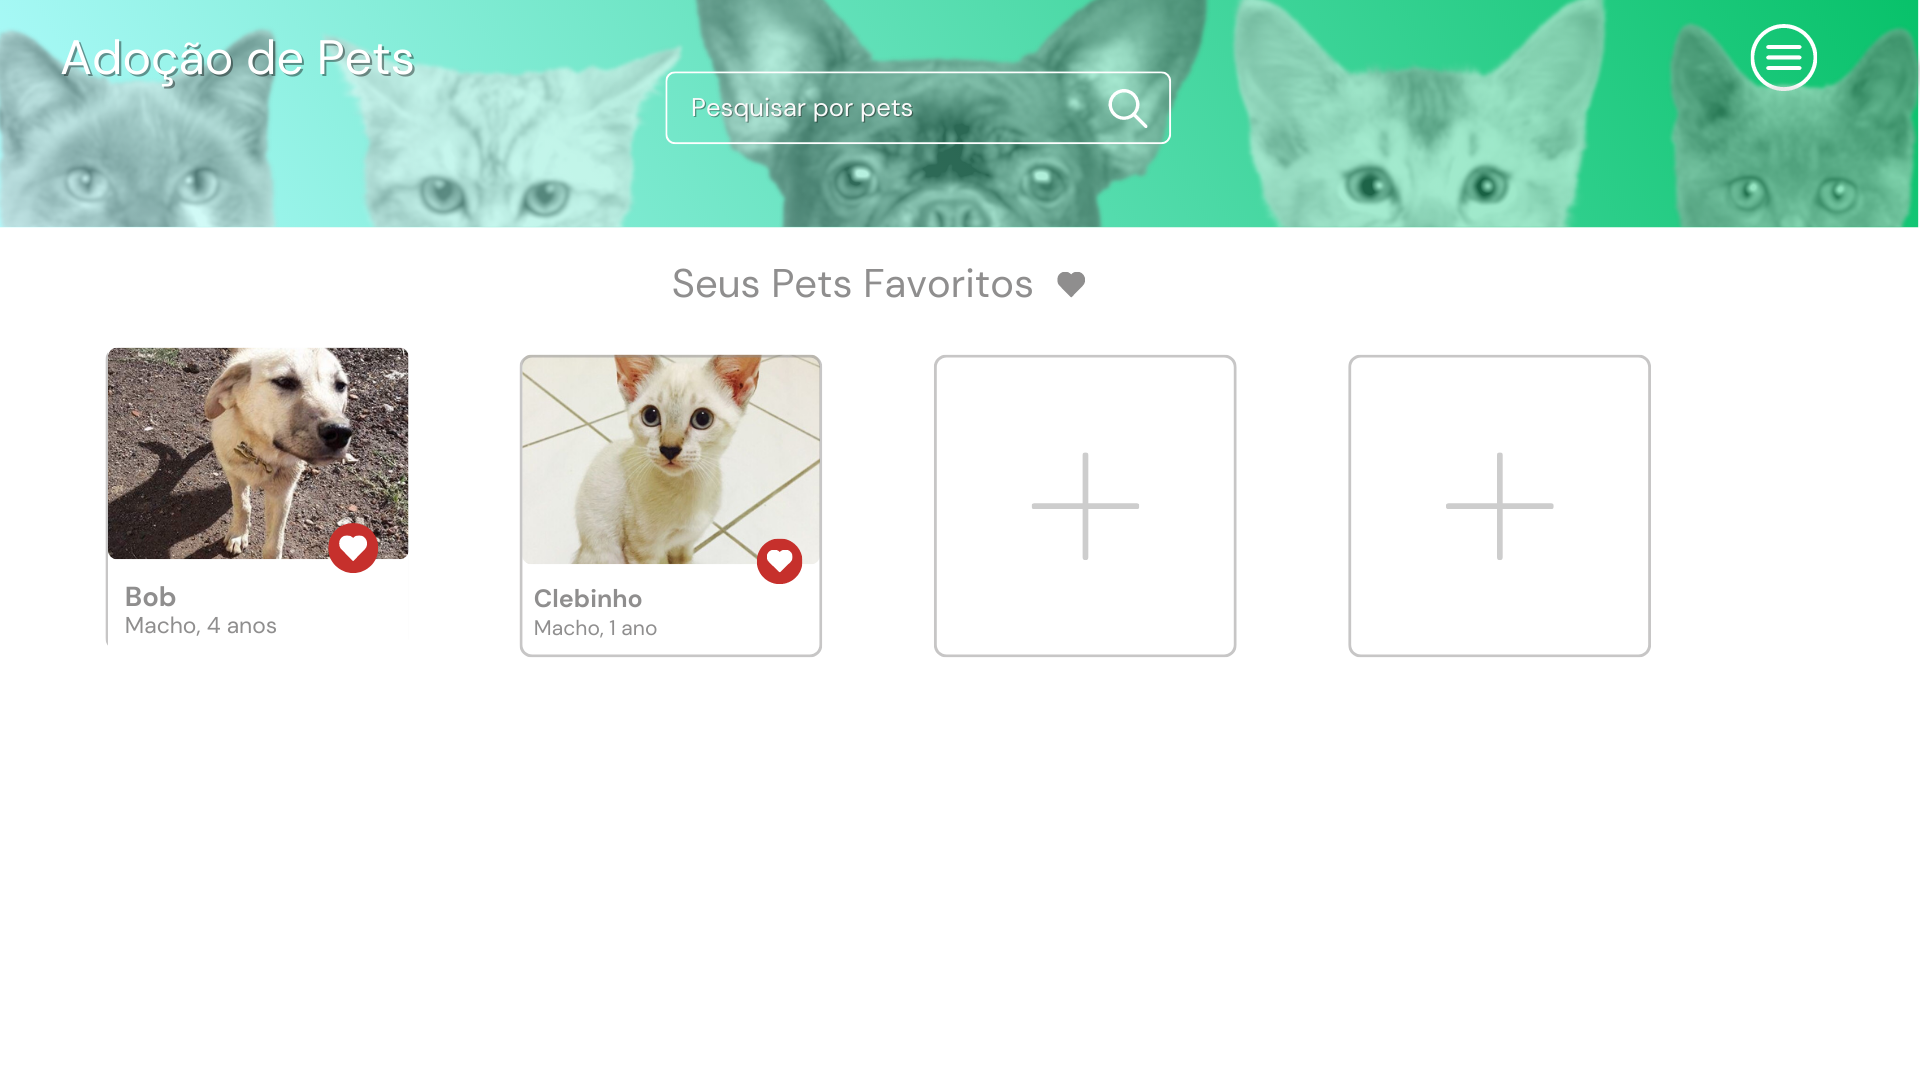 Adoção de Pets
Pesquisar por pets
Seus Pets Favoritos
Bob
Macho, 4 anos
Clebinho
Macho, 1 ano